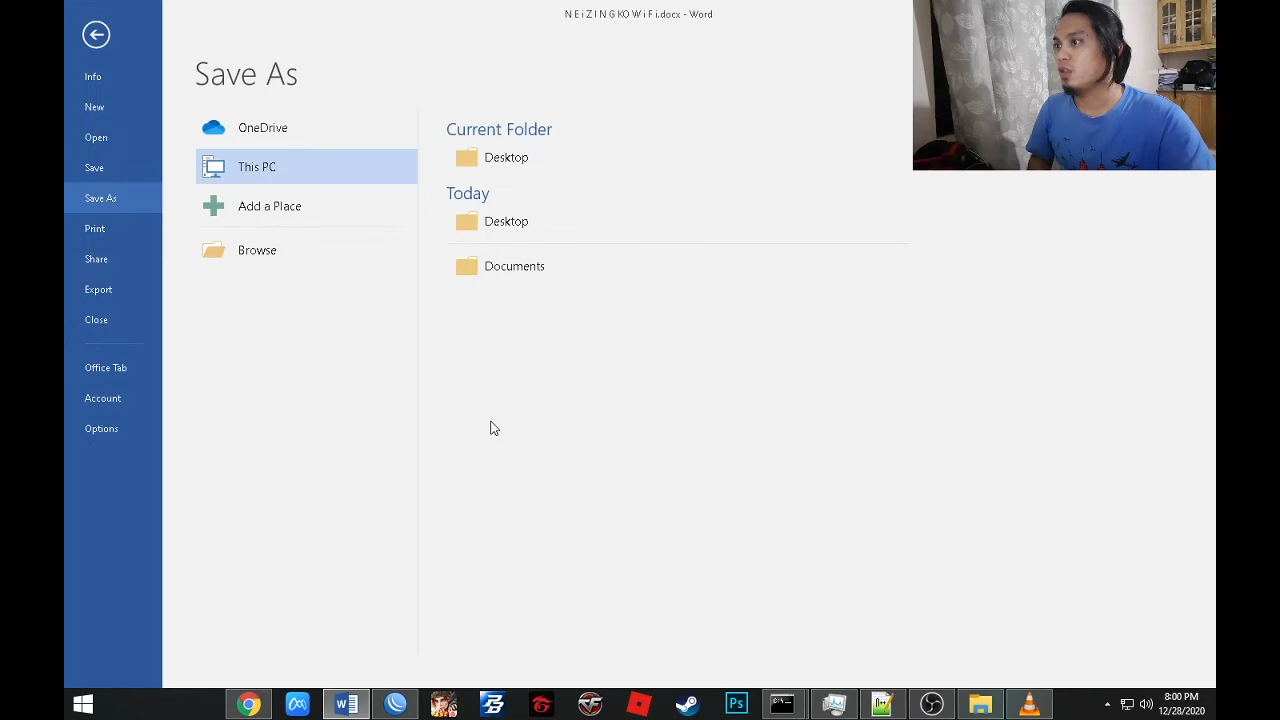 N E i Z I N G K O W i F i.docx - Word
Info
New
Open
Save
Save As
Print
Share
Export
Close
Office Tab
Account
Options
Save As
OneDrive
This PC
Add a Place
Browse
Current Folder
Desktop
Today
Desktop
Documents
Ps
8:00 PM
12/28/2020